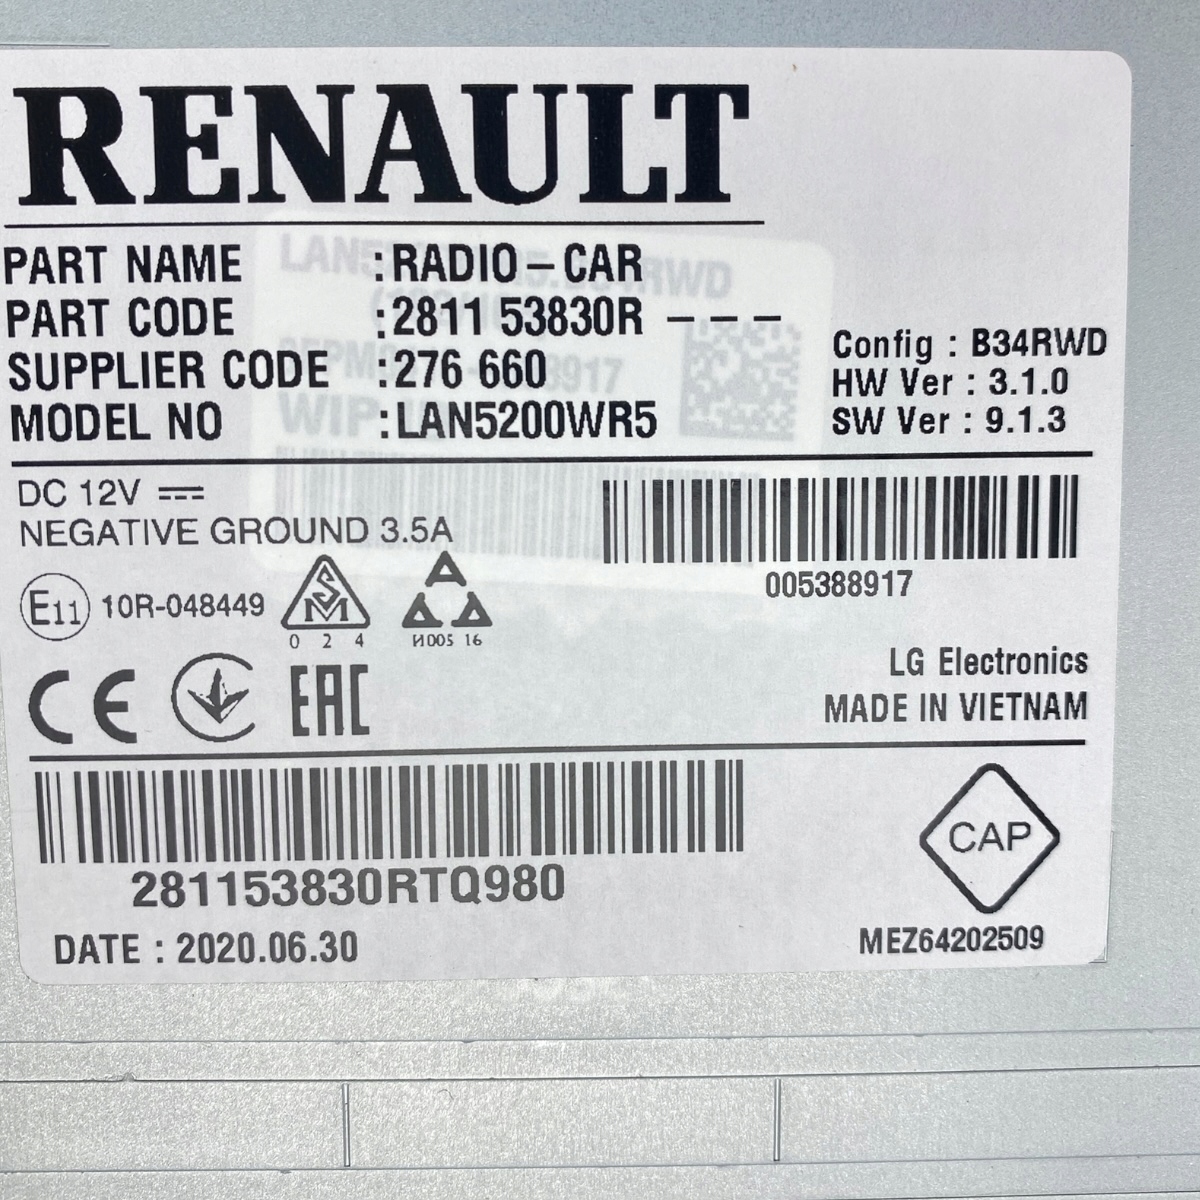 RENAULT
PART NAME : RADIO – CAR
PART CODE : 2811 53830R – – –
SUPPLIER CODE : 276 660
MODEL NO : LAN5200WR5
Config : B34RWD
HW Ver : 3.1.0
SW Ver : 9.1.3
DC 12V
NEGATIVE GROUND 3.5A
005388917
E11 10R-048449
SM
0 2 4
И005 16
LG Electronics
MADE IN VIETNAM
CE EAC
281153830RTQ980
CAP
DATE : 2020.06.30
MEZ64202509